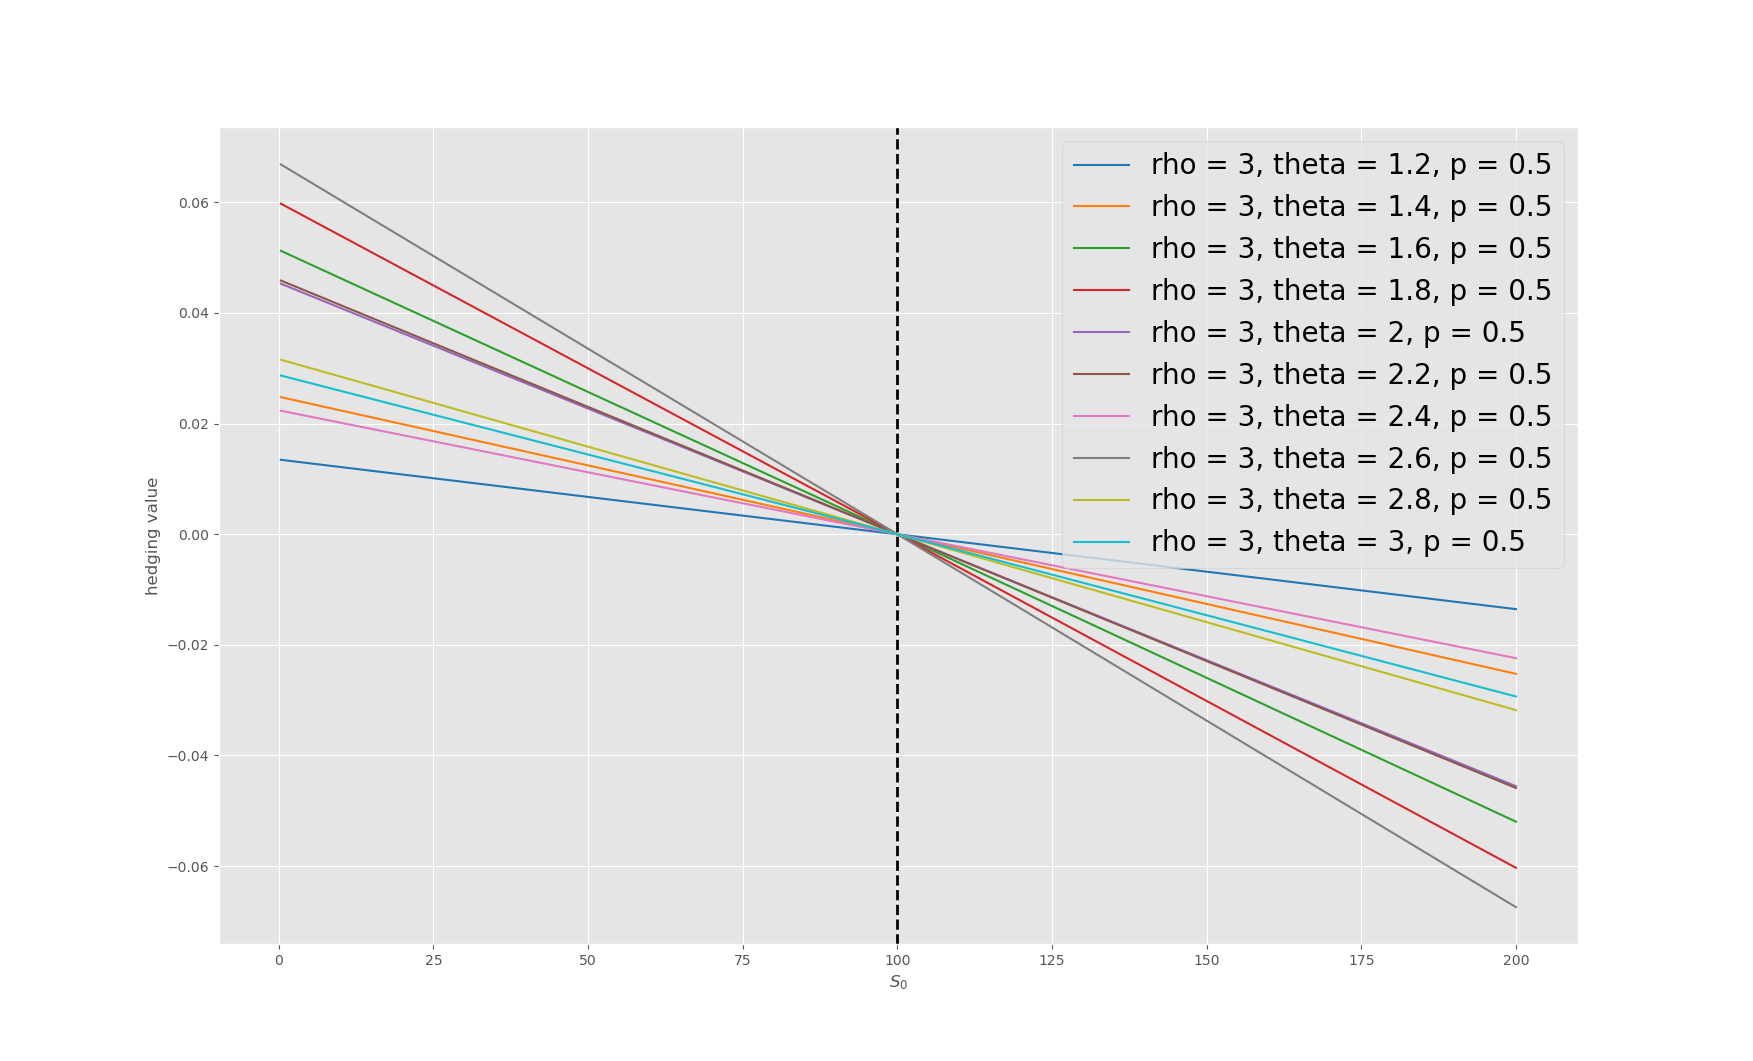 rho = 3, theta = 1.2, p = 0.5
rho = 3, theta = 1.4, p = 0.5
rho = 3, theta = 1.6, p = 0.5
rho = 3, theta = 1.8, p = 0.5
rho = 3, theta = 2, p = 0.5
rho = 3, theta = 2.2, p = 0.5
rho = 3, theta = 2.4, p = 0.5
rho = 3, theta = 2.6, p = 0.5
rho = 3, theta = 2.8, p = 0.5
rho = 3, theta = 3, p = 0.5
0.06
0.04
0.02
0.00
−0.02
−0.04
−0.06
hedging value
0 25 50 75 100 125 150 175 200
S₀